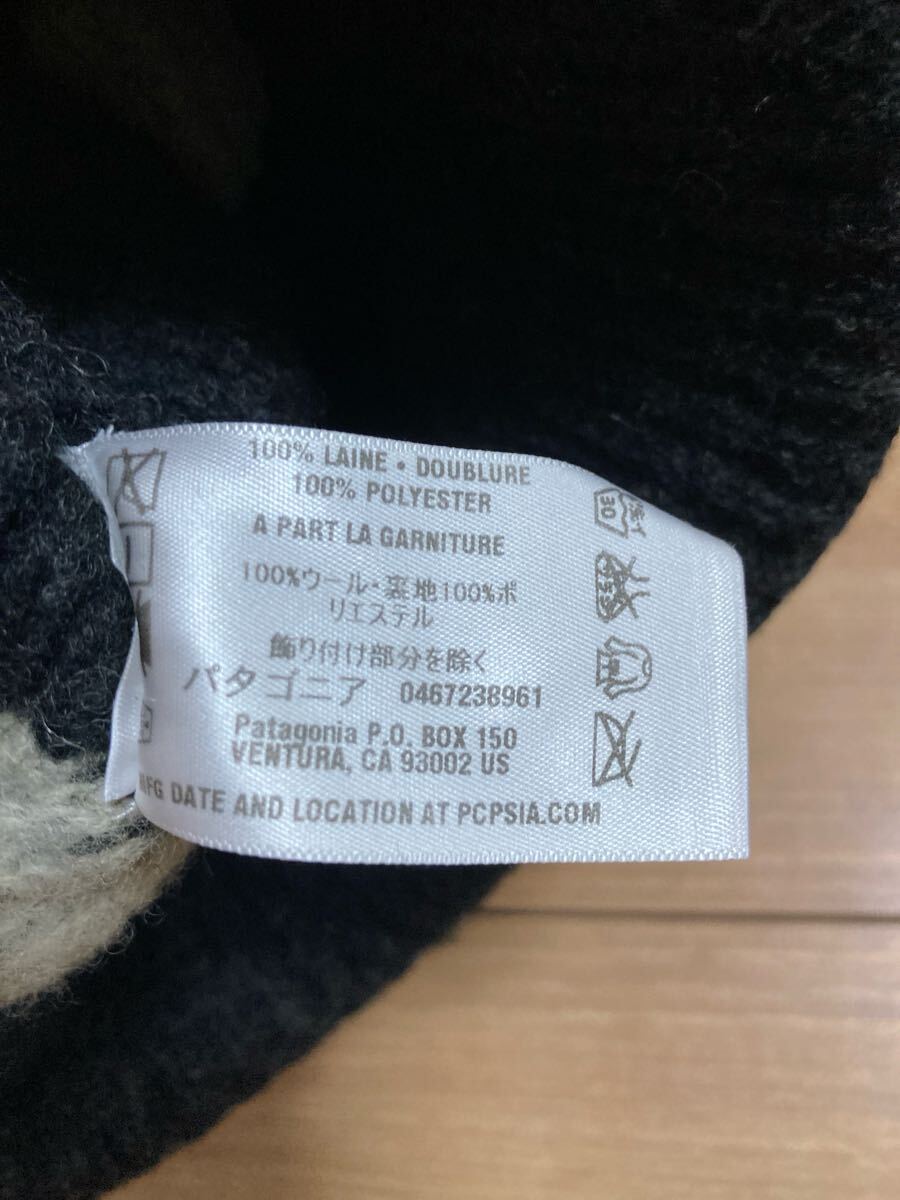 100% LAINE • DOUBLURE
100% POLYESTER
A PART LA GARNITURE
100%ウール・裏地100%ポ
リエステル
飾り付け部分を除く
パタゴニア 0467238961
Patagonia P.O. BOX 150
VENTURA, CA 93002 US
MFG DATE AND LOCATION AT PCPSIA.COM
30